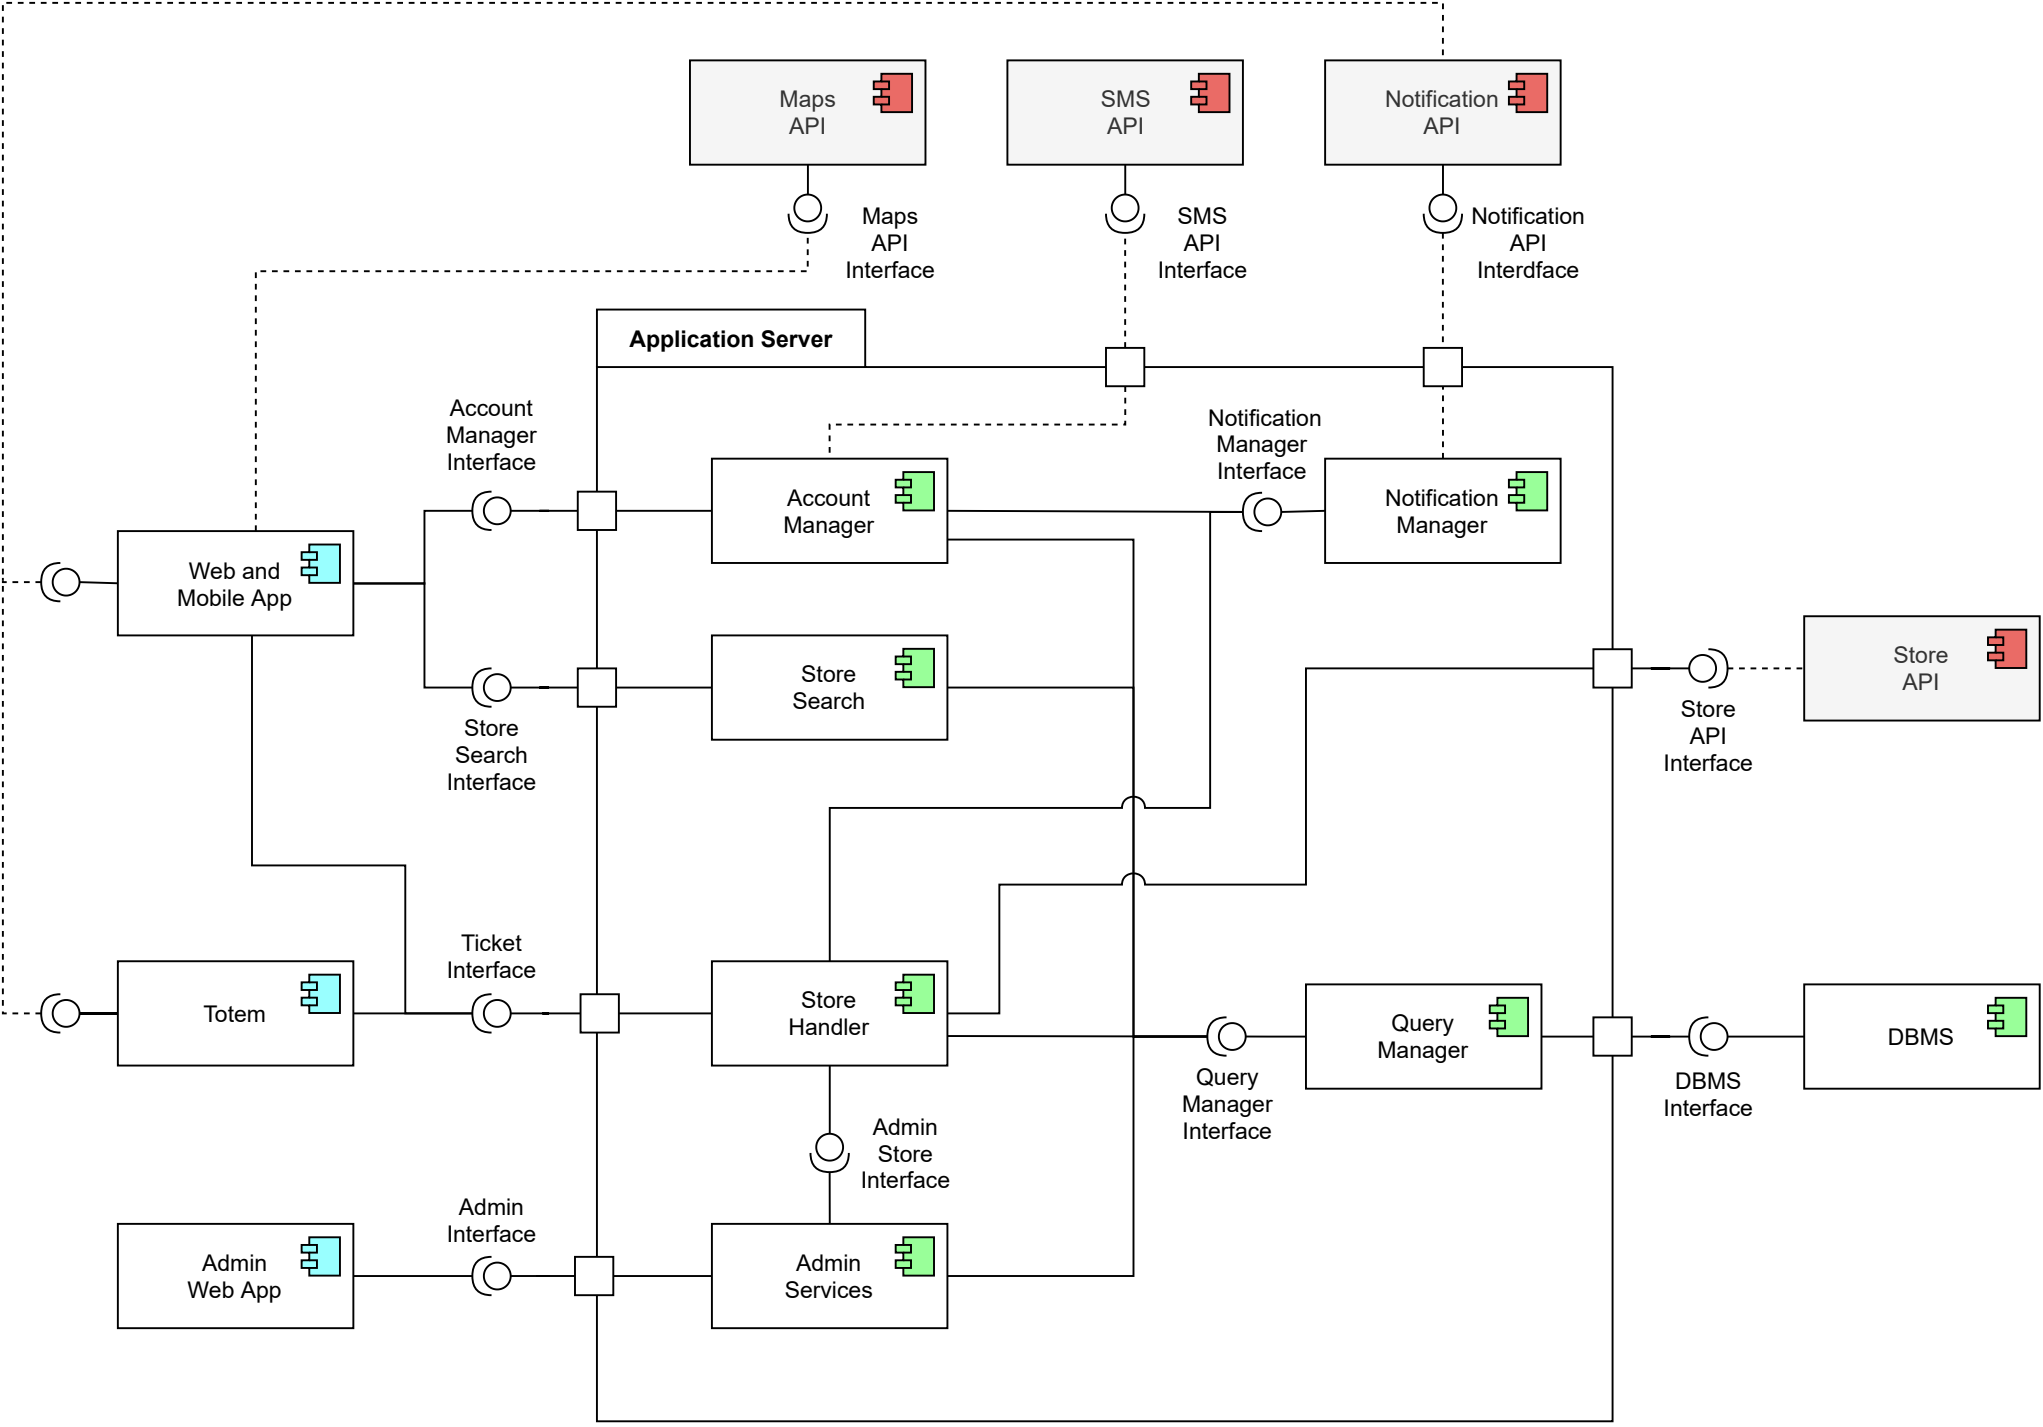 Maps
API
SMS
API
Notification
API
Maps
API
Interface
SMS
API
Interface
Notification
API
Interdface
Application Server
Account
Manager
Interface
Notification
Manager
Interface
Account
Manager
Notification
Manager
Web and
Mobile App
Store
Search
Store
API
Store
Search
Interface
Store
API
Interface
Ticket
Interface
Totem
Store
Handler
Query
Manager
DBMS
Query
Manager
Interface
DBMS
Interface
Admin
Store
Interface
Admin
Interface
Admin
Web App
Admin
Services